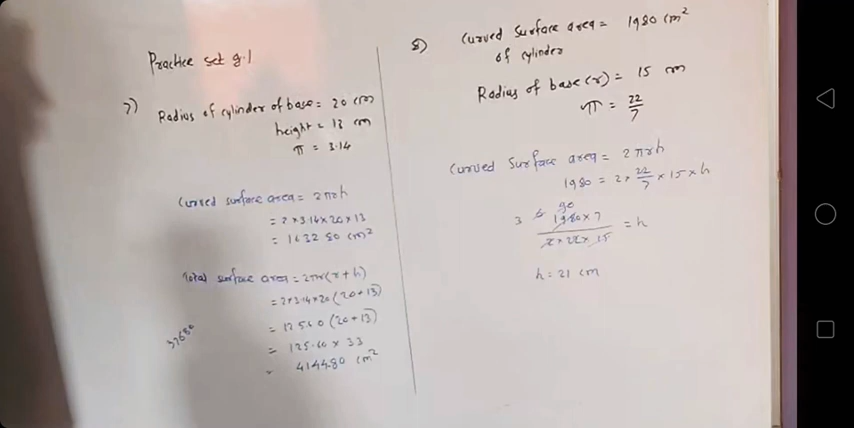 Practice set 9.1
7) Radius of cylinder of base = 20 cm
height = 13 cm
π = 3.14
Curved surface area = 2πrh
= 2 × 3.14 × 20 × 13
= 1632.80 cm²
Total surface area = 2πr(r + h)
= 2 × 3.14 × 20 (20 + 13)
= 125.60 (20 + 13)
= 125.60 × 33
= 4144.80 cm²
37680
8) Curved surface area = 1980 cm²
of cylinder
Radius of base (r) = 15 cm
π = 22/7
Curved surface area = 2πrh
1980 = 2 × 22/7 × 15 × h
3 6 90
1980 × 7 / 2 × 22 × 15 = h
h = 21 cm